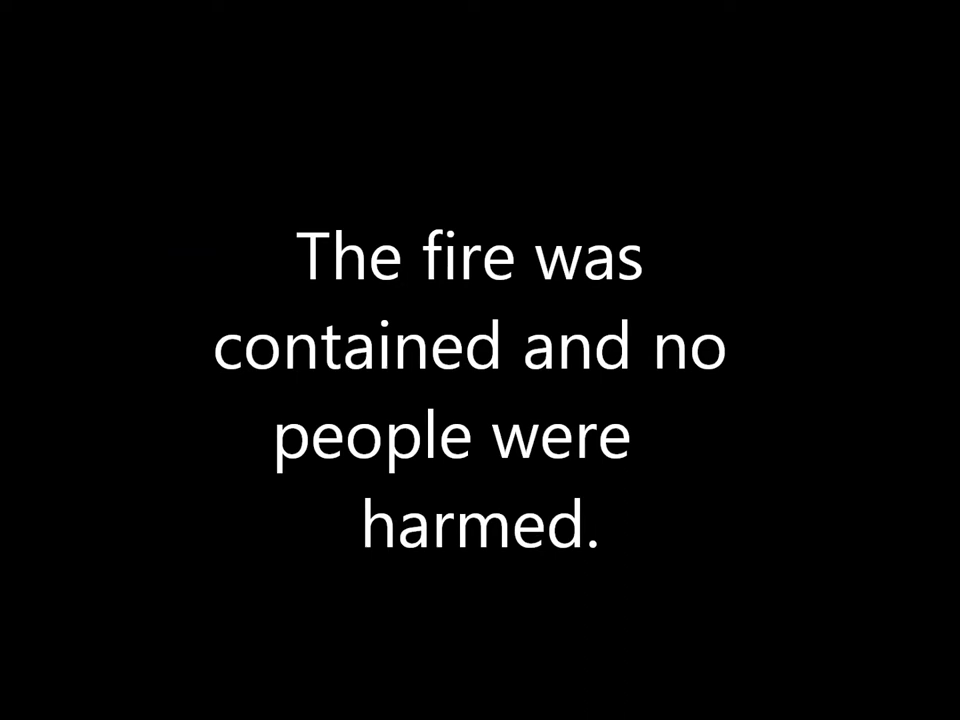 The fire was
contained and no
people were
harmed.